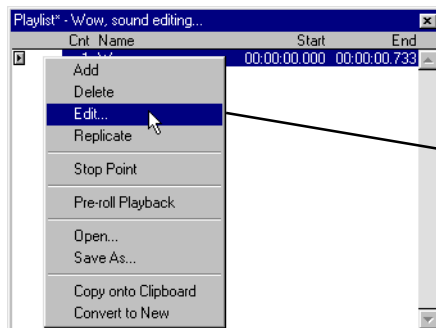 Playlist* - Wow, sound editing...
Cnt Name Start End
00:00:00.000 00:00:00.733
Add
Delete
Edit...
Replicate
Stop Point
Pre-roll Playback
Open...
Save As...
Copy onto Clipboard
Convert to New